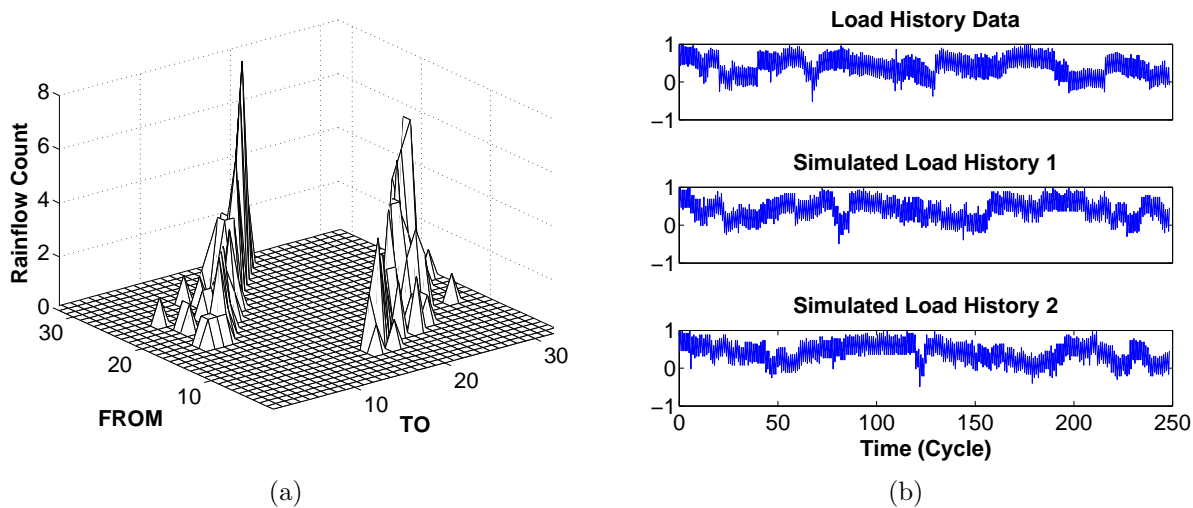 8
6
4
2
0
Rainflow Count
30
20
10
FROM
10
20
30
TO
(a)
Load History Data
1
0
−1
Simulated Load History 1
1
0
−1
Simulated Load History 2
1
0
−1
0 50 100 150 200 250
Time (Cycle)
(b)